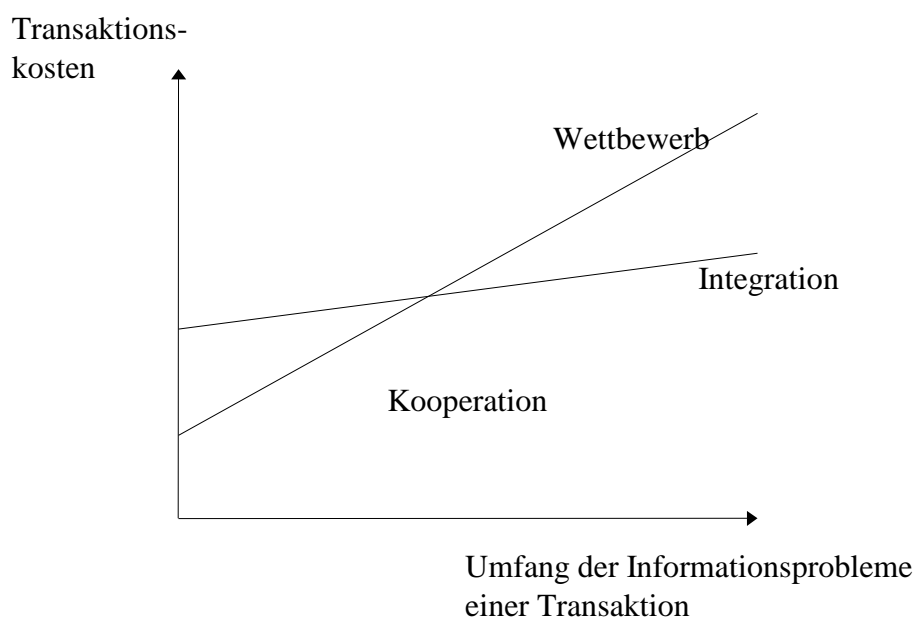 Transaktions-
kosten
Wettbewerb
Integration
Kooperation
Umfang der Informationsprobleme
einer Transaktion